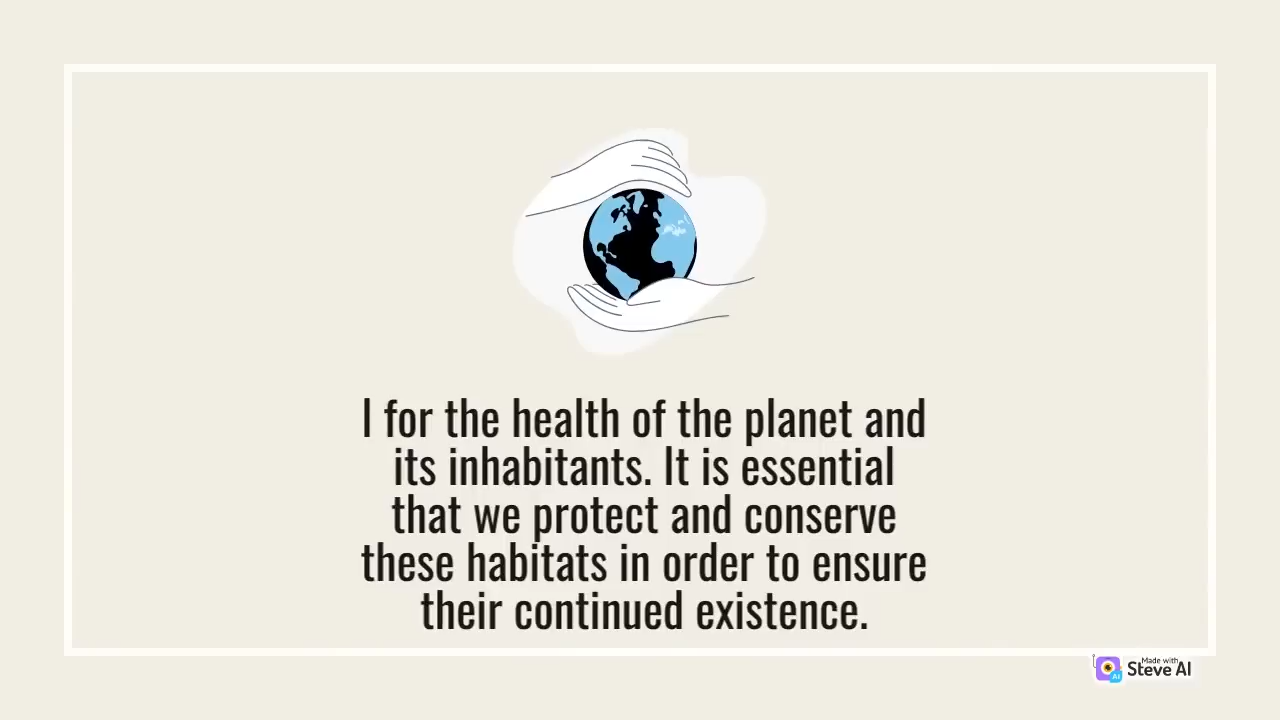 I for the health of the planet and
its inhabitants. It is essential
that we protect and conserve
these habitats in order to ensure
their continued existence.
Made with
Steve AI
AI